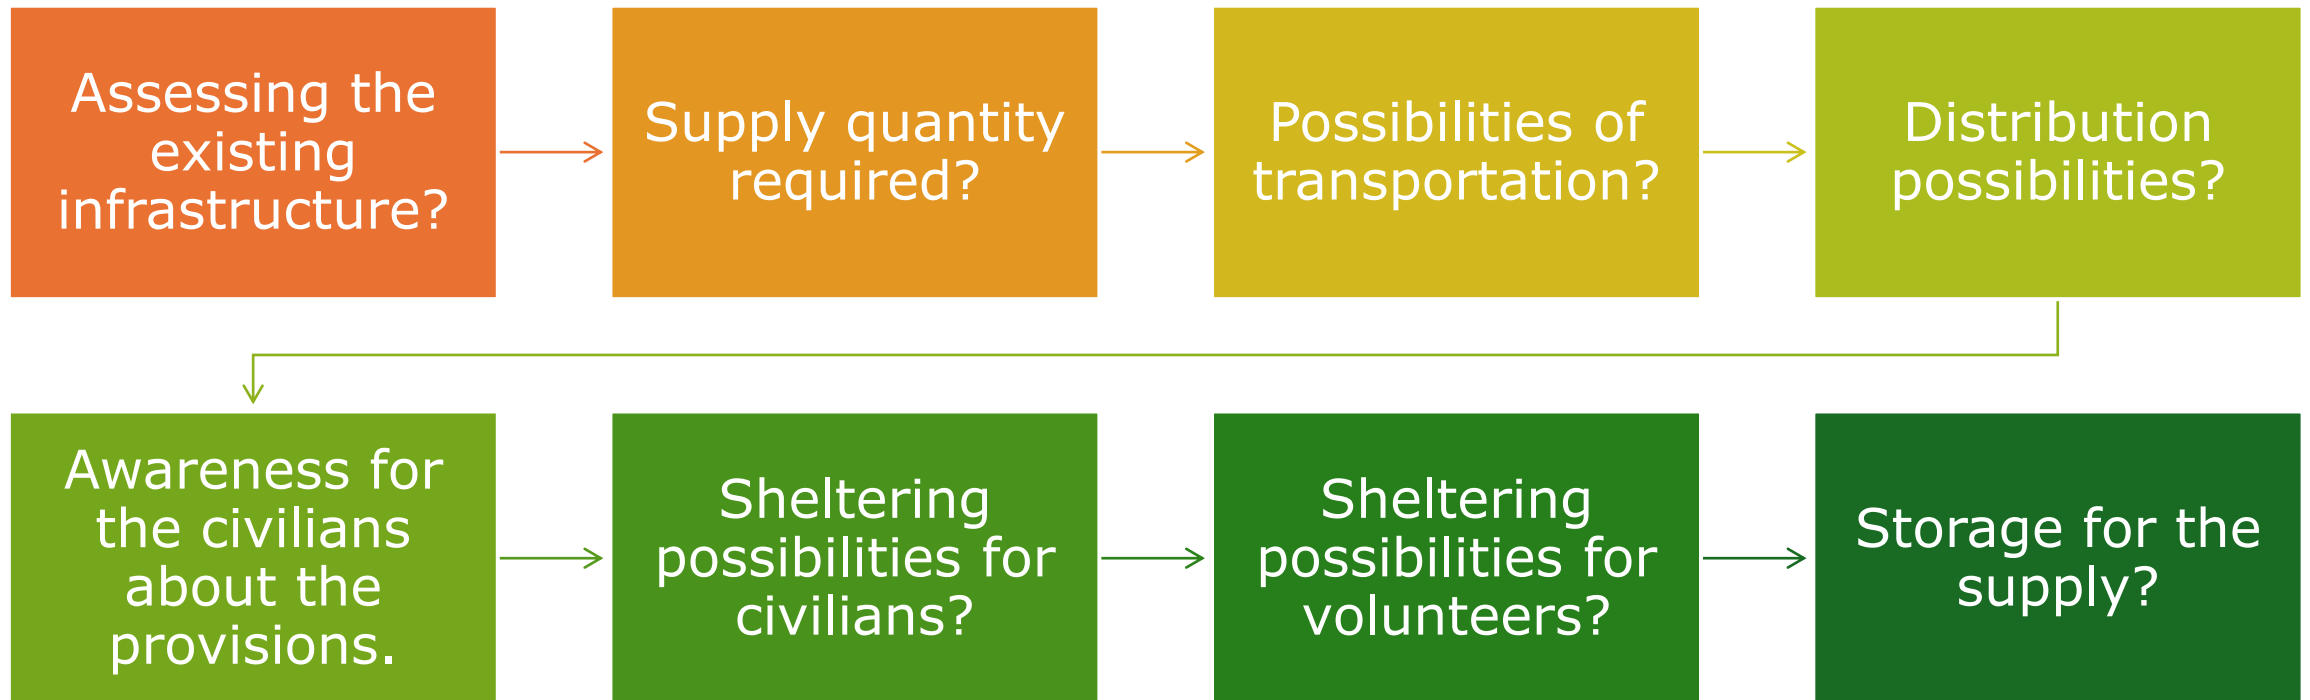 Assessing the
existing
infrastructure?
Supply quantity
required?
Possibilities of
transportation?
Distribution
possibilities?
Awareness for
the civilians
about the
provisions.
Sheltering
possibilities for
civilians?
Sheltering
possibilities for
volunteers?
Storage for the
supply?